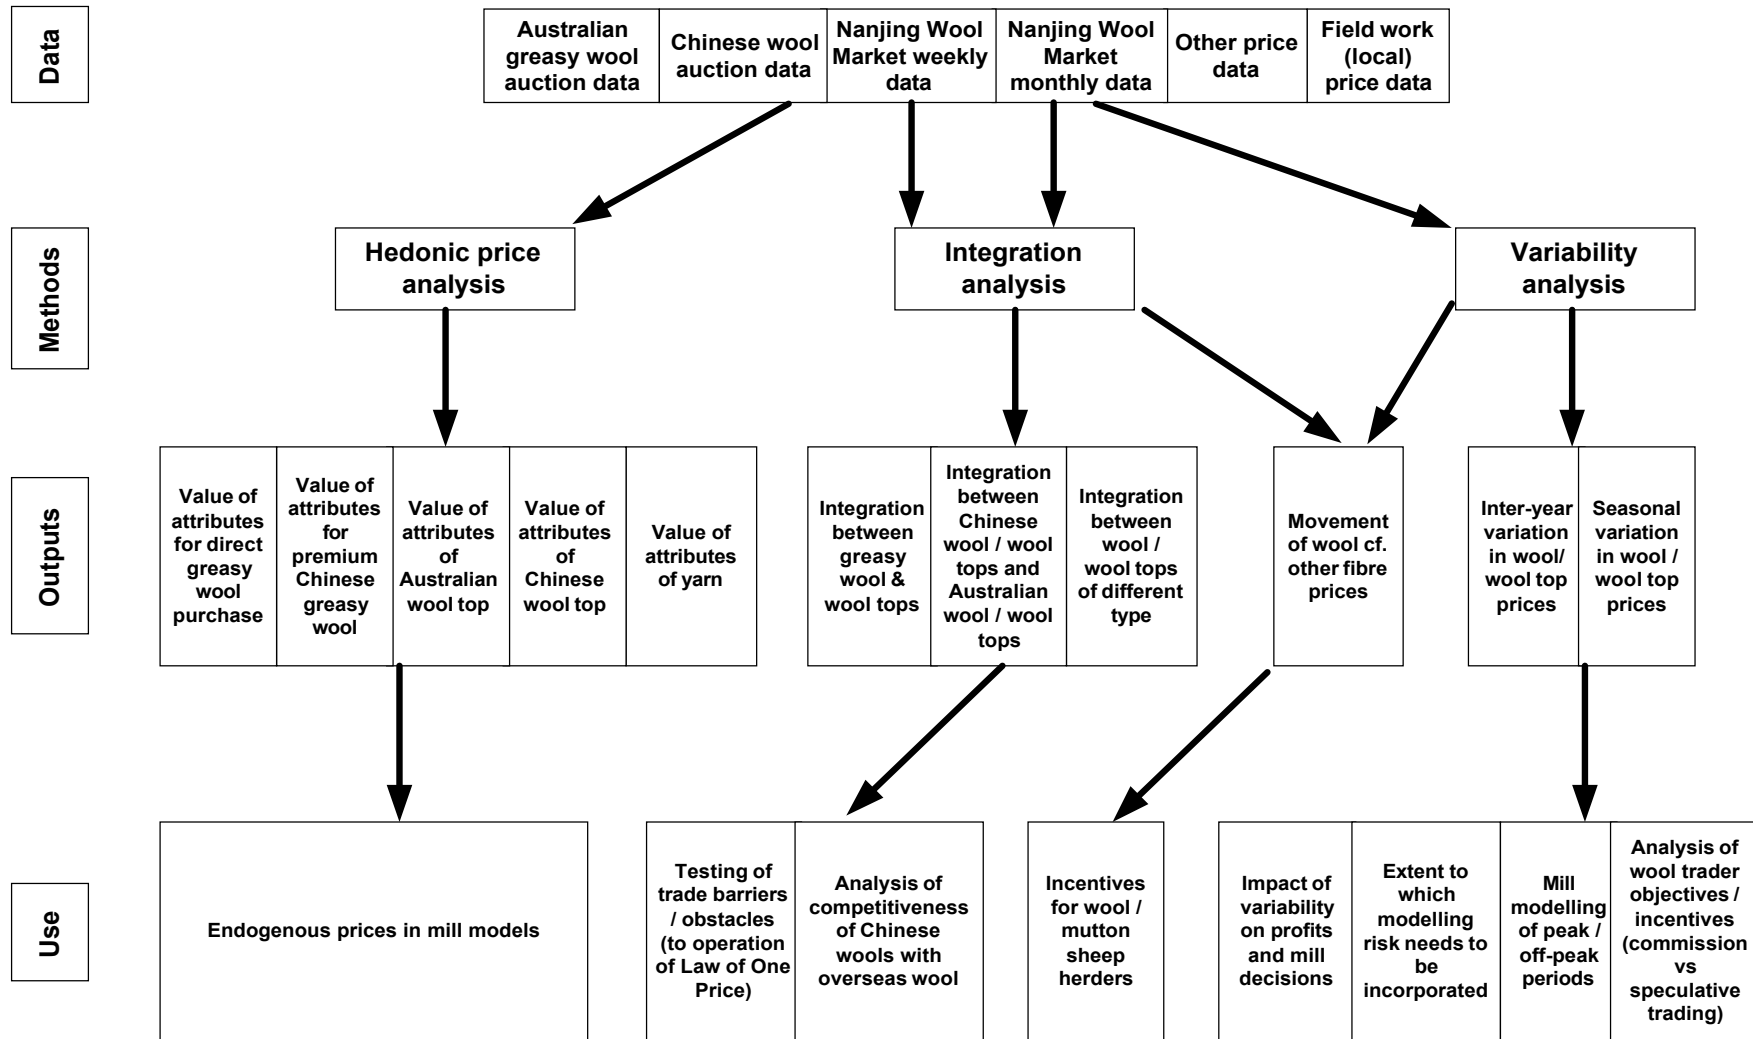 Data
Australian
greasy wool
auction data
Chinese wool
auction data
Nanjing Wool
Market weekly
data
Nanjing Wool
Market
monthly data
Other price
data
Field work
(local)
price data
Methods
Hedonic price
analysis
Integration
analysis
Variability
analysis
Outputs
Value of
attributes
for direct
greasy
wool
purchase
Value of
attributes
for
premium
Chinese
greasy
wool
Value of
attributes
of
Australian
wool top
Value of
attributes
of
Chinese
wool top
Value of
attributes
of yarn
Integration
between
greasy
wool &
wool tops
Integration
between
Chinese
wool / wool
tops and
Australian
wool / wool
tops
Integration
between
wool /
wool tops
of different
type
Movement
of wool cf.
other fibre
prices
Inter-year
variation
in wool/
wool top
prices
Seasonal
variation
in wool /
wool top
prices
Use
Endogenous prices in mill models
Testing of
trade barriers
/ obstacles
(to operation
of Law of One
Price)
Analysis of
competitiveness
of Chinese
wools with
overseas wool
Incentives
for wool /
mutton
sheep
herders
Impact of
variability
on profits
and mill
decisions
Extent to
which
modelling
risk needs to
be
incorporated
Mill
modelling
of peak /
off-peak
periods
Analysis of
wool trader
objectives /
incentives
(commission
vs
speculative
trading)